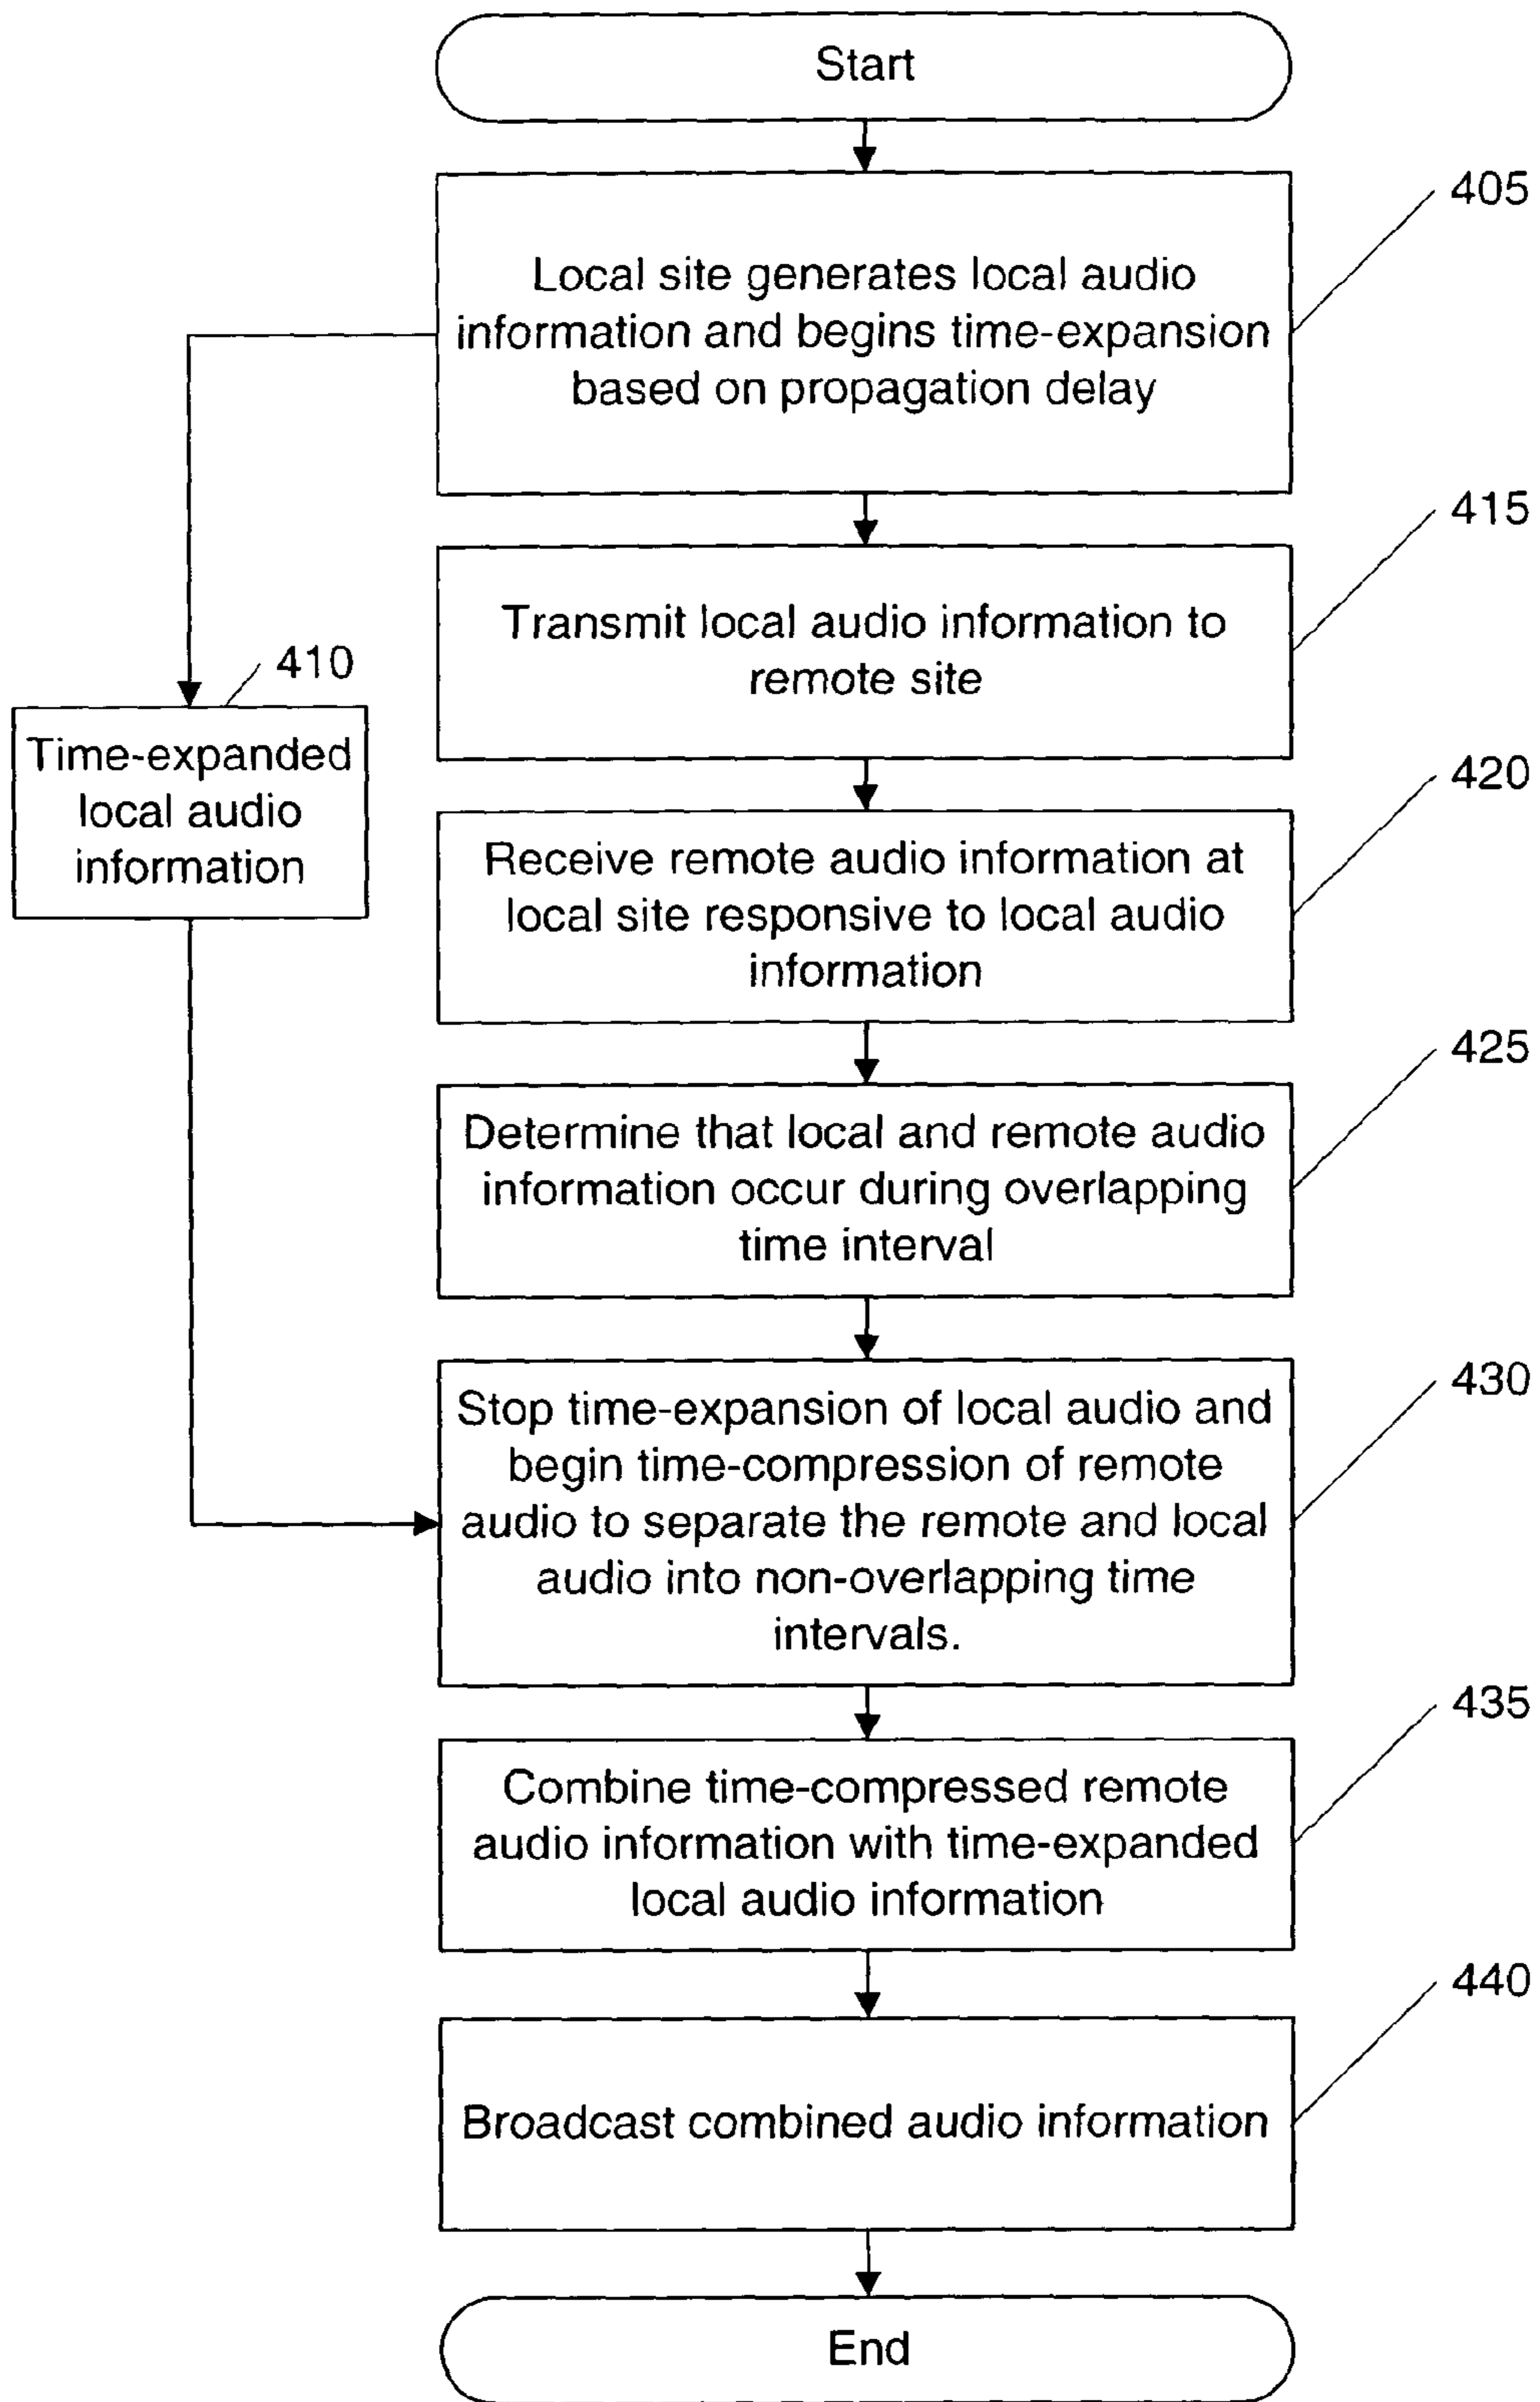 Start
405
Local site generates local audio
information and begins time-expansion
based on propagation delay
415
Transmit local audio information to
remote site
410
Time-expanded
local audio
information
420
Receive remote audio information at
local site responsive to local audio
information
425
Determine that local and remote audio
information occur during overlapping
time interval
430
Stop time-expansion of local audio and
begin time-compression of remote
audio to separate the remote and local
audio into non-overlapping time
intervals.
435
Combine time-compressed remote
audio information with time-expanded
local audio information
440
Broadcast combined audio information
End